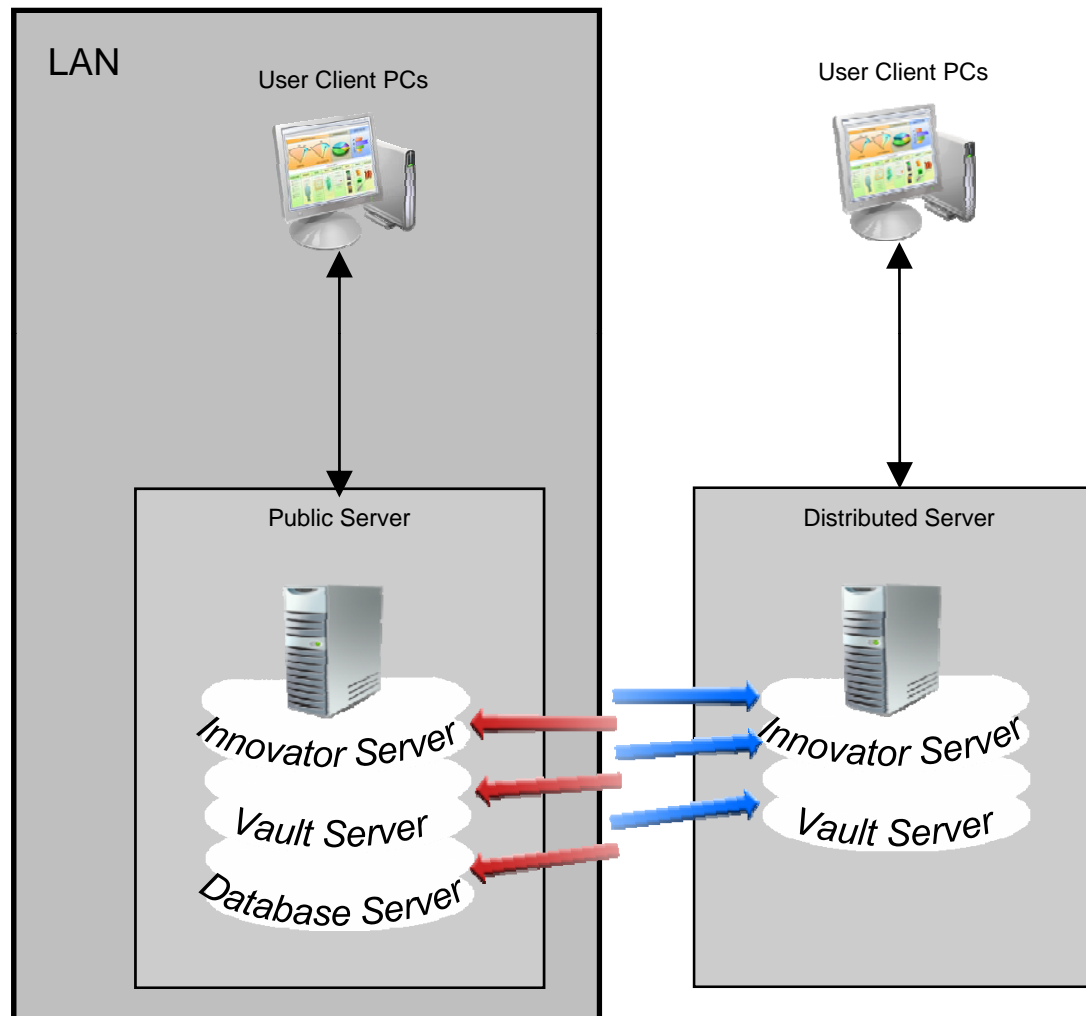 LAN
User Client PCs
User Client PCs
Public Server
Distributed Server
Innovator Server
Vault Server
Database Server
Innovator Server
Vault Server